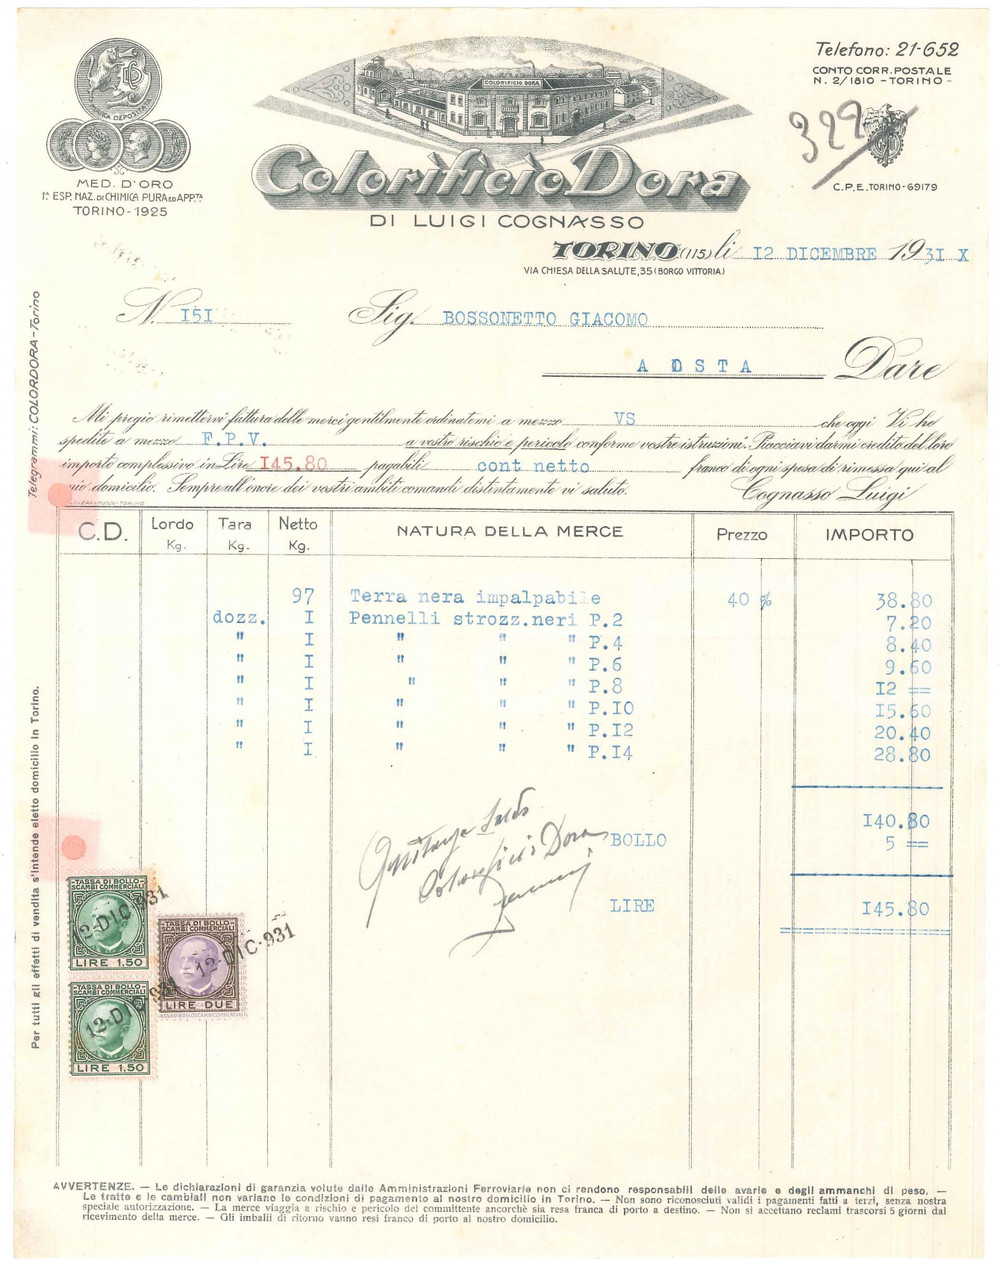 MARCA DEPOSITATA
MED. D'ORO
1ª ESP. NAZ. DI CHIMICA PURA ED APP.TA
TORINO - 1925
COLORIFICIO DORA
Colorificio Dora
DI LUIGI COGNASSO
Telefono: 21-652
CONTO CORR. POSTALE
N. 2/1810 - TORINO -
329
C.P.E. TORINO - 69179
TORINO (115) lì 12 DICEMBRE 1931 X
VIA CHIESA DELLA SALUTE, 35 (BORGO VITTORIA)
N. 151
Sig. BOSSONETTO GIACOMO
AOSTA Dare
Mi pregio rimettervi fattura delle merci gentilmente ordinatemi a mezzo VS che oggi Vi ho
spedite a mezzo F.P.V. a vostro rischio e pericolo conforme vostre istruzioni. Piacciavi darmi credito del loro
importo complessivo in Lire 145.80 pagabili cont netto franco di ogni spesa di rimessa qui al
mio domicilio. Sempre all'onore dei vostri ambiti comandi distintamente vi saluto. Cognasso Luigi
Telegrammi: COLORDORA - Torino
C.D. Lordo Kg. Tara Kg. Netto Kg. NATURA DELLA MERCE Prezzo IMPORTO
97 Terra nera impalpabile 40 % 38.80
dozz. I Pennelli strozz.neri P.2 7.20
" I " " " P.4 8.40
" I " " " P.6 9.60
" I " " " P.8 12 ==
" I " " " P.10 15.60
" I " " " P.12 20.40
" I " " " P.14 28.80
140.80
BOLLO 5 ==
LIRE 145.80
Colorificio Dora
Per tutti gli effetti di vendita s'intende eletto domicilio in Torino.
TASSA DI BOLLO
SCAMBI COMMERCIALI
12·DIC·931
LIRE 1.50
TASSA DI BOLLO
SCAMBI COMMERCIALI
12·DIC·931
LIRE DUE
TASSA DI BOLLO
SCAMBI COMMERCIALI
12·DIC·931
LIRE 1.50
AVVERTENZE. — Le dichiarazioni di garanzia volute dalle Amministrazioni Ferroviarie non ci rendono responsabili delle avarie e degli ammanchi di peso. —
Le tratte e le cambiali non variano le condizioni di pagamento al nostro domicilio in Torino. — Non sono riconosciuti validi i pagamenti fatti a terzi, senza nostra
speciale autorizzazione. — La merce viaggia a rischio e pericolo del committente ancorchè sia resa franca di porto a destino. — Non si accettano reclami trascorsi 5 giorni dal
ricevimento della merce. — Gli imballi di ritorno vanno resi franco di porto al nostro domicilio.